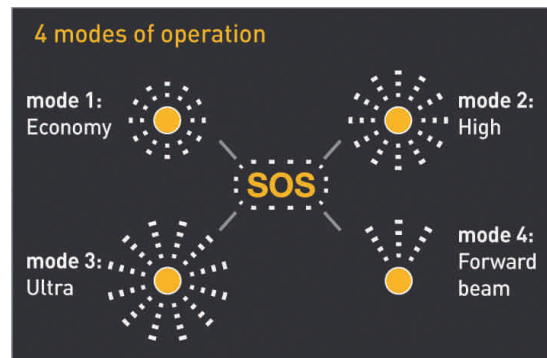 4 modes of operation
mode 1:
Economy
mode 2:
High
SOS
mode 3:
Ultra
mode 4:
Forward
beam